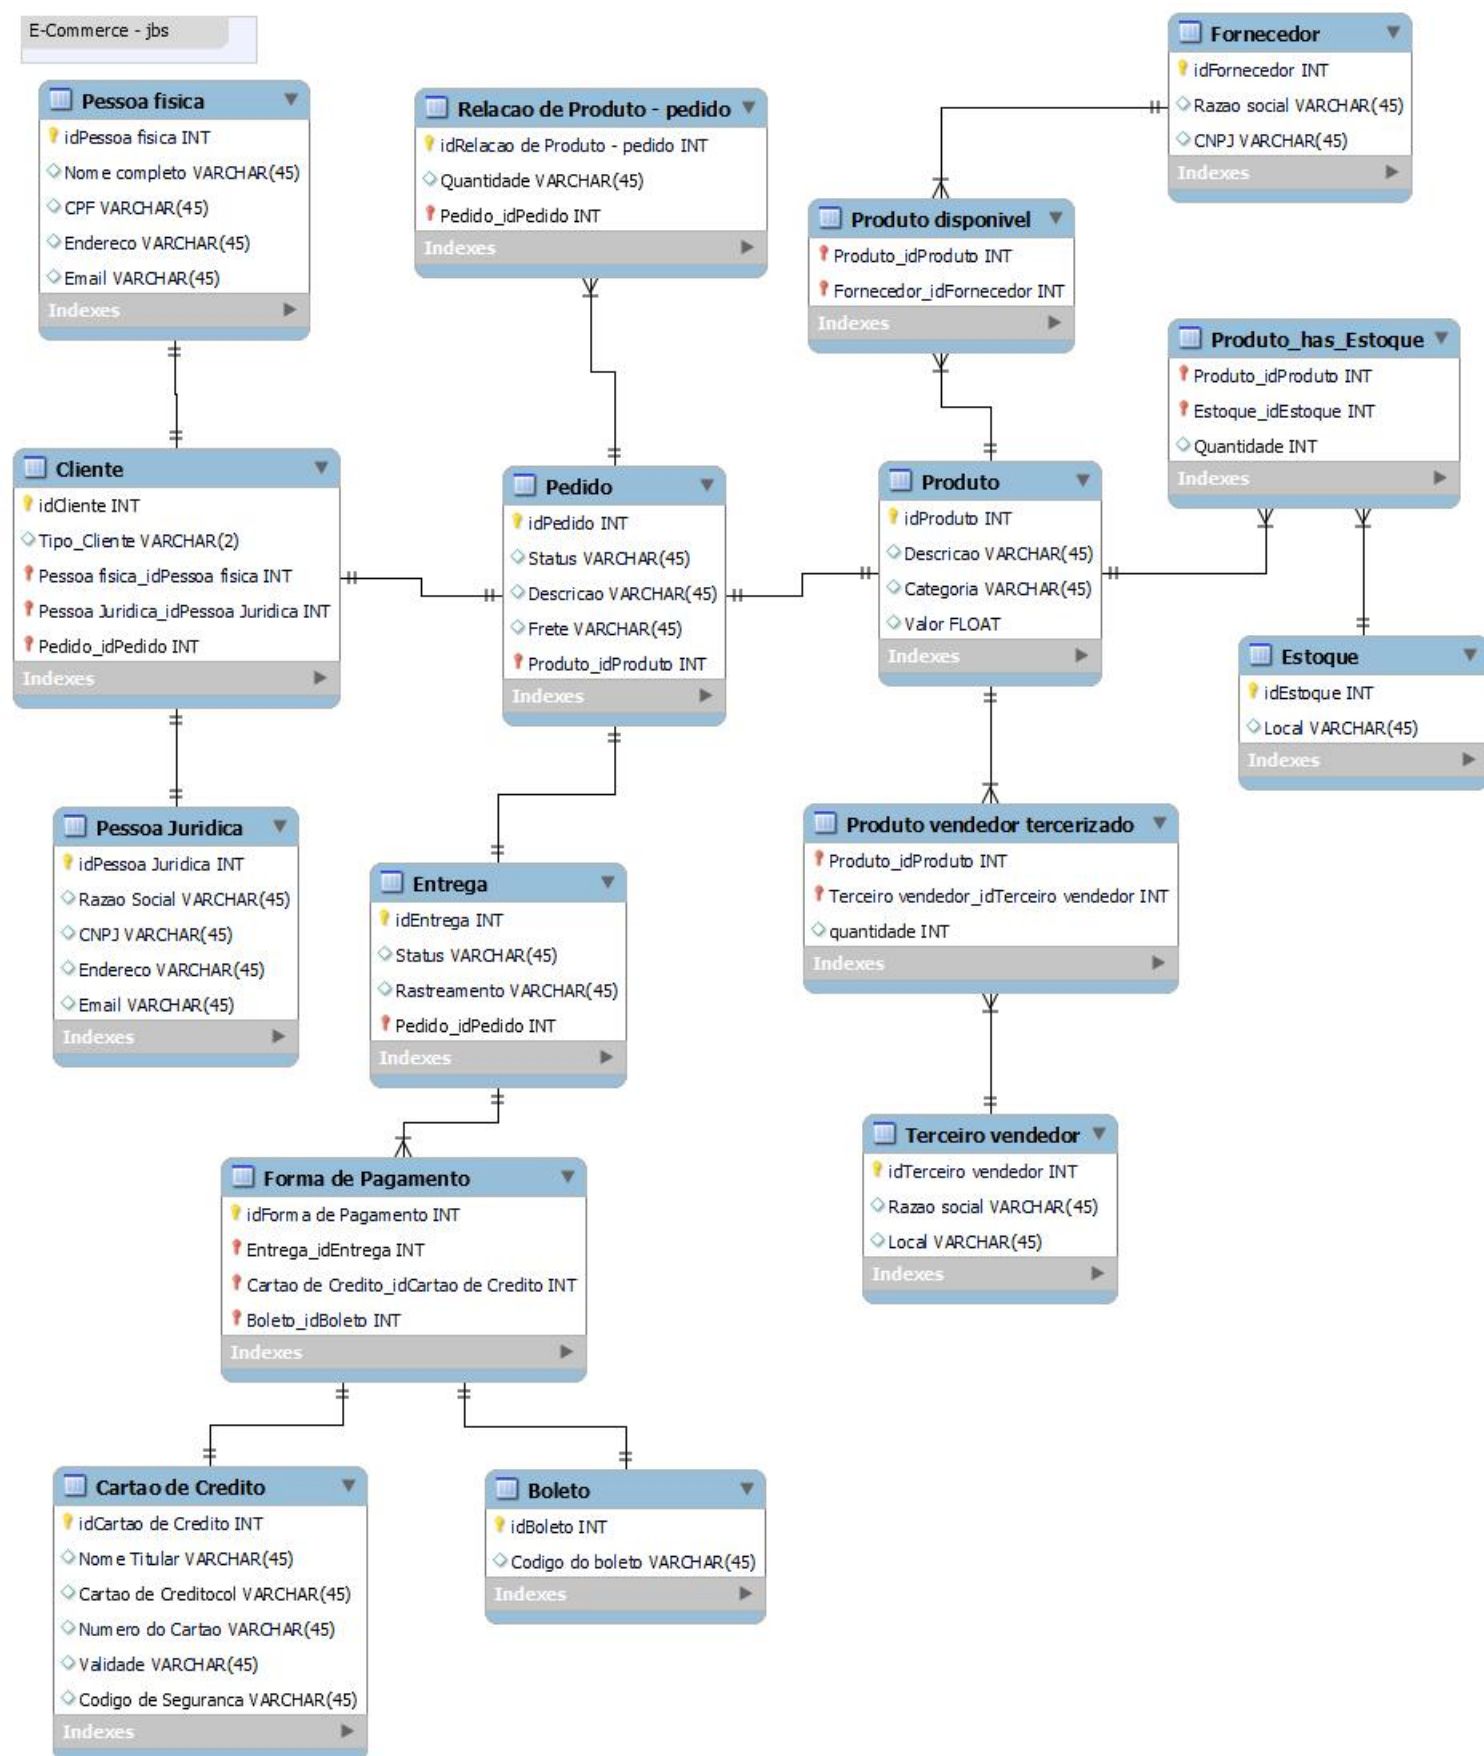 E-Commerce - jbs
Pessoa fisica
idPessoa fisica INT
Nome completo VARCHAR(45)
CPF VARCHAR(45)
Endereco VARCHAR(45)
Email VARCHAR(45)
Indexes
Relacao de Produto - pedido
idRelacao de Produto - pedido INT
Quantidade VARCHAR(45)
Pedido_idPedido INT
Indexes
Fornecedor
idFornecedor INT
Razao social VARCHAR(45)
CNPJ VARCHAR(45)
Indexes
Produto disponivel
Produto_idProduto INT
Fornecedor_idFornecedor INT
Indexes
Produto_has_Estoque
Produto_idProduto INT
Estoque_idEstoque INT
Quantidade INT
Indexes
Cliente
idCliente INT
Tipo_Cliente VARCHAR(2)
Pessoa fisica_idPessoa fisica INT
Pessoa Juridica_idPessoa Juridica INT
Pedido_idPedido INT
Indexes
Pedido
idPedido INT
Status VARCHAR(45)
Descricao VARCHAR(45)
Frete VARCHAR(45)
Produto_idProduto INT
Indexes
Produto
idProduto INT
Descricao VARCHAR(45)
Categoria VARCHAR(45)
Valor FLOAT
Indexes
Estoque
idEstoque INT
Local VARCHAR(45)
Indexes
Pessoa Juridica
idPessoa Juridica INT
Razao Social VARCHAR(45)
CNPJ VARCHAR(45)
Endereco VARCHAR(45)
Email VARCHAR(45)
Indexes
Entrega
idEntrega INT
Status VARCHAR(45)
Rastreamento VARCHAR(45)
Pedido_idPedido INT
Indexes
Produto vendedor tercerizado
Produto_idProduto INT
Terceiro vendedor_idTerceiro vendedor INT
quantidade INT
Indexes
Terceiro vendedor
idTerceiro vendedor INT
Razao social VARCHAR(45)
Local VARCHAR(45)
Indexes
Forma de Pagamento
idForma de Pagamento INT
Entrega_idEntrega INT
Cartao de Credito_idCartao de Credito INT
Boleto_idBoleto INT
Indexes
Cartao de Credito
idCartao de Credito INT
Nome Titular VARCHAR(45)
Cartao de Creditocol VARCHAR(45)
Numero do Cartao VARCHAR(45)
Validade VARCHAR(45)
Codigo de Seguranca VARCHAR(45)
Indexes
Boleto
idBoleto INT
Codigo do boleto VARCHAR(45)
Indexes